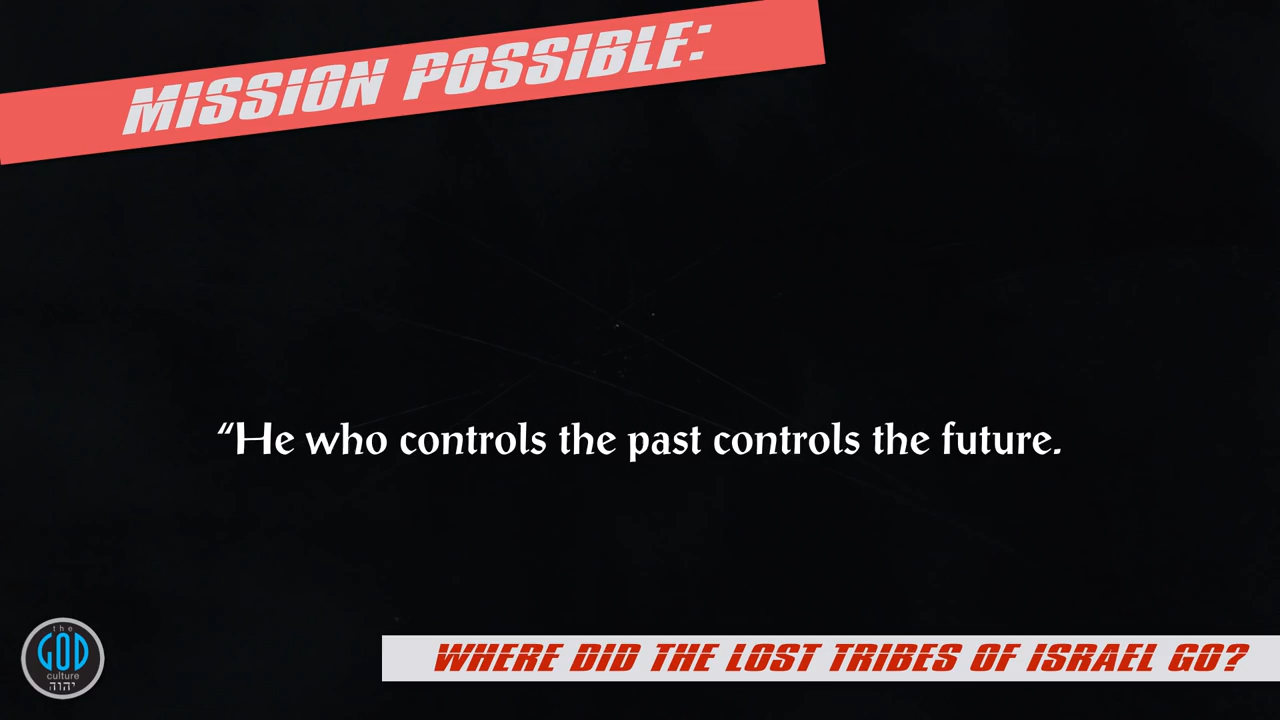 MISSION POSSIBLE:
“He who controls the past controls the future.
the
GOD
culture
יהוה
WHERE DID THE LOST TRIBES OF ISRAEL GO?